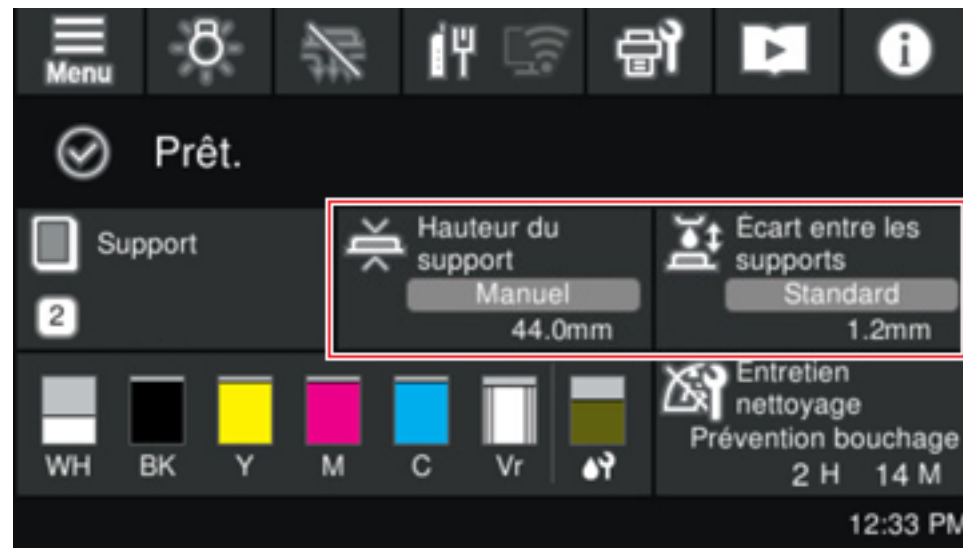 Menu
Prêt.
Support
2
Hauteur du
support
Manuel
44.0mm
Écart entre les
supports
Standard
1.2mm
WH
BK
Y
M
C
Vr
Entretien
nettoyage
Prévention bouchage
2 H 14 M
12:33 PM